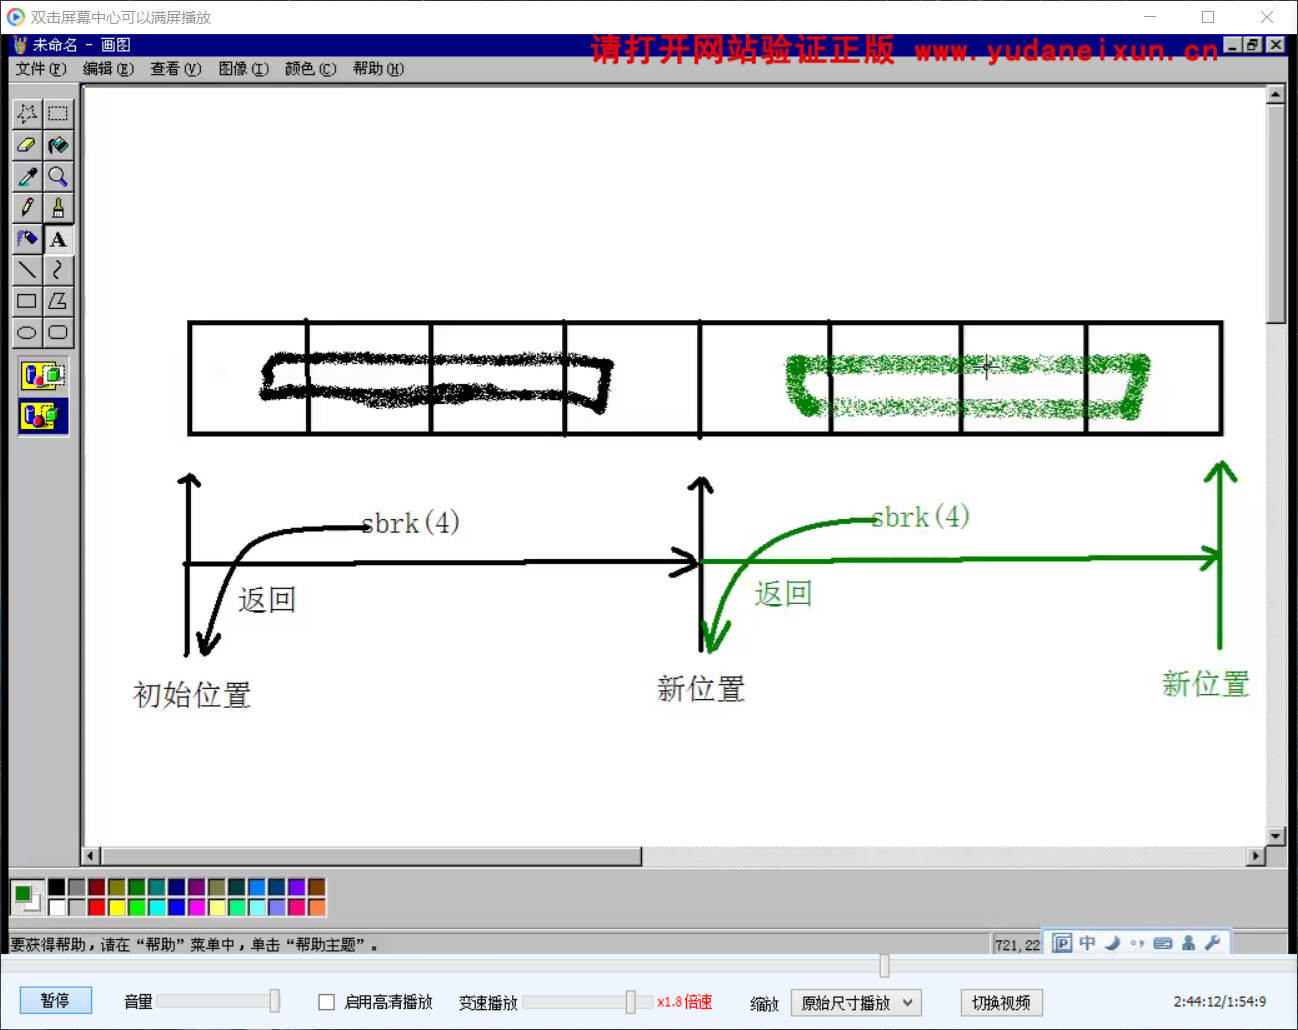 双击屏幕中心可以满屏播放
未命名 - 画图
请打开网站验证正版 www.yudaneixun.cn
文件(F) 编辑(E) 查看(V) 图像(I) 颜色(C) 帮助(H)
A
sbrk(4)
sbrk(4)
返回
返回
初始位置
新位置
新位置
要获得帮助，请在“帮助”菜单中，单击“帮助主题”。
721,22
P 中
暂停
音量
启用高清播放
变速播放
x1.8倍速
缩放
原始尺寸播放
切换视频
2:44:12/1:54:9